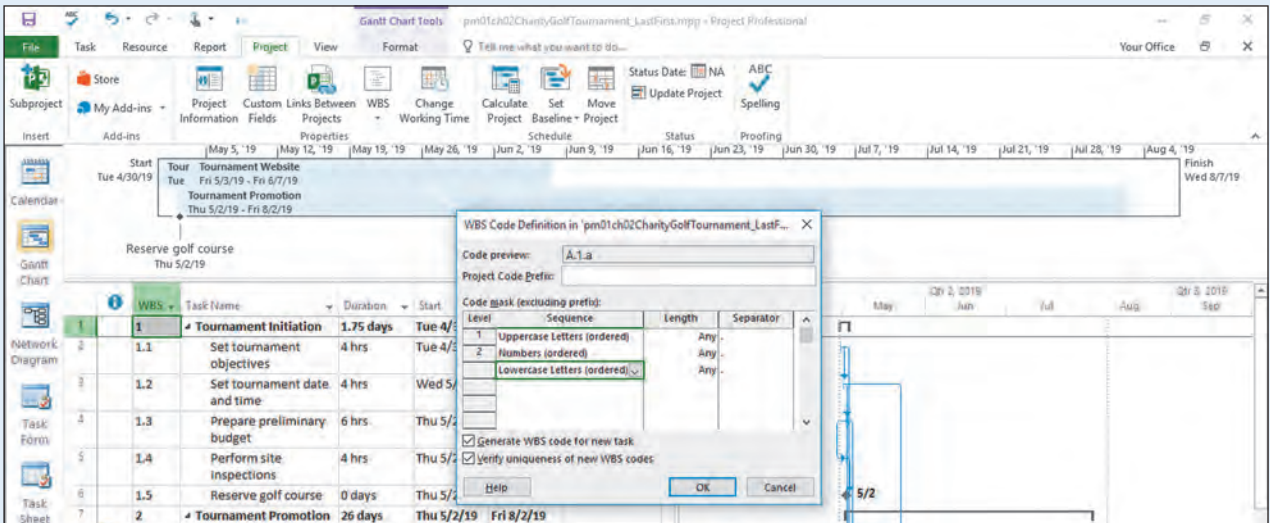 Gantt Chart Tools pm01ch02CharityGolfTournament_LastFirst.mpp - Project Professional
File Task Resource Report Project View Format Tell me what you want to do... Your Office
Subproject
Store
My Add-ins
Project Information
Custom Fields
Links Between Projects
WBS
Change Working Time
Calculate Project
Set Baseline
Move Project
Status Date: NA
Update Project
ABC
Spelling
Insert Add-ins Properties Schedule Status Proofing
May 5, '19 May 12, '19 May 19, '19 May 26, '19 Jun 2, '19 Jun 9, '19 Jun 16, '19 Jun 23, '19 Jun 30, '19 Jul 7, '19 Jul 14, '19 Jul 21, '19 Jul 28, '19 Aug 4, '19
Start
Tue 4/30/19
Tour Tournament Website
Tue Fri 5/3/19 - Fri 6/7/19
Tournament Promotion
Thu 5/2/19 - Fri 8/2/19
Finish
Wed 8/7/19
Reserve golf course
Thu 5/2/19
Calendar
Gantt Chart
Network Diagram
Task Form
Task Sheet
WBS Code Definition in 'pm01ch02CharityGolfTournament_LastF...
Code preview: A.1.a
Project Code Prefix:
Code mask (excluding prefix):
Level Sequence Length Separator
1 Uppercase Letters (ordered) Any .
2 Numbers (ordered) Any .
Lowercase Letters (ordered) Any .
Generate WBS code for new task
Verify uniqueness of new WBS codes
Help OK Cancel
WBS Task Name Duration Start
Qtr 2, 2019 Qtr 3, 2019
May Jun Jul Aug Sep
1 1 Tournament Initiation 1.75 days Tue 4/3
2 1.1 Set tournament objectives 4 hrs Tue 4/3
3 1.2 Set tournament date and time 4 hrs Wed 5/
4 1.3 Prepare preliminary budget 6 hrs Thu 5/2
5 1.4 Perform site inspections 4 hrs Thu 5/2
6 1.5 Reserve golf course 0 days Thu 5/2
5/2
7 2 Tournament Promotion 26 days Thu 5/2/19 Fri 8/2/19